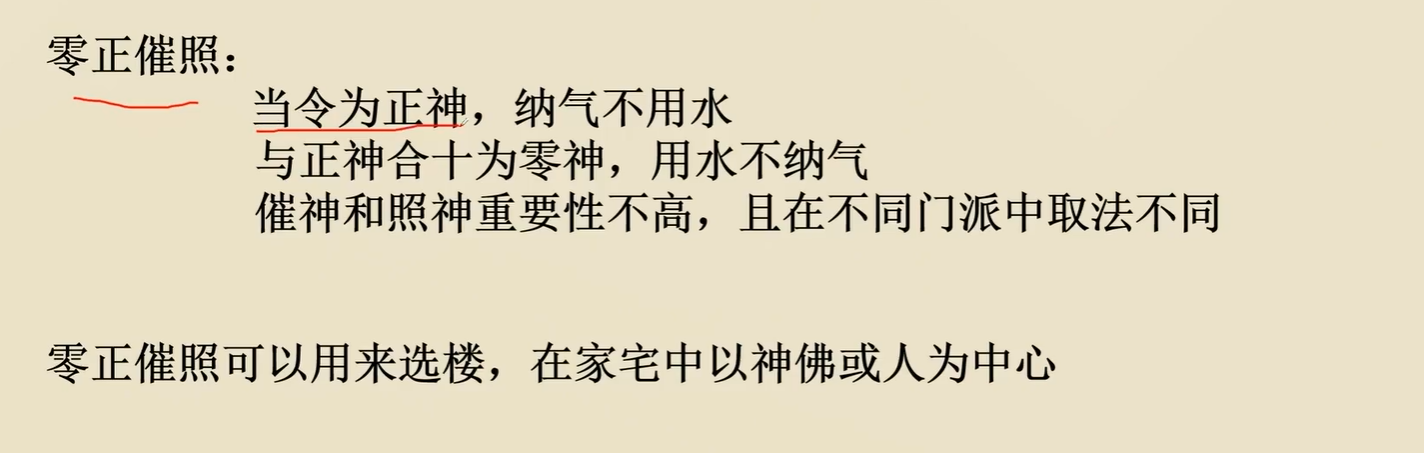 零正催照：
当令为正神，纳气不用水
与正神合十为零神，用水不纳气
催神和照神重要性不高，且在不同门派中取法不同
零正催照可以用来选楼，在家宅中以神佛或人为中心